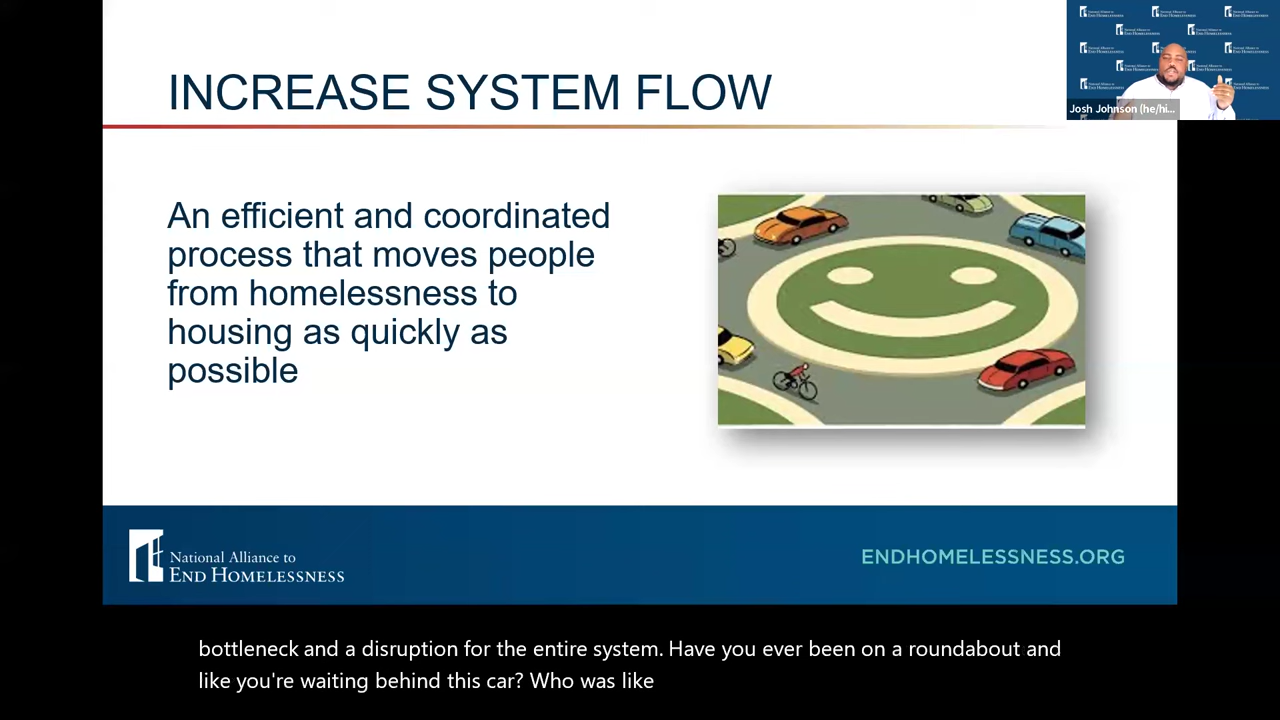 INCREASE SYSTEM FLOW
Josh Johnson (he/hi...
An efficient and coordinated
process that moves people
from homelessness to
housing as quickly as
possible
National Alliance to
END HOMELESSNESS
ENDHOMELESSNESS.ORG
bottleneck and a disruption for the entire system. Have you ever been on a roundabout and
like you're waiting behind this car? Who was like